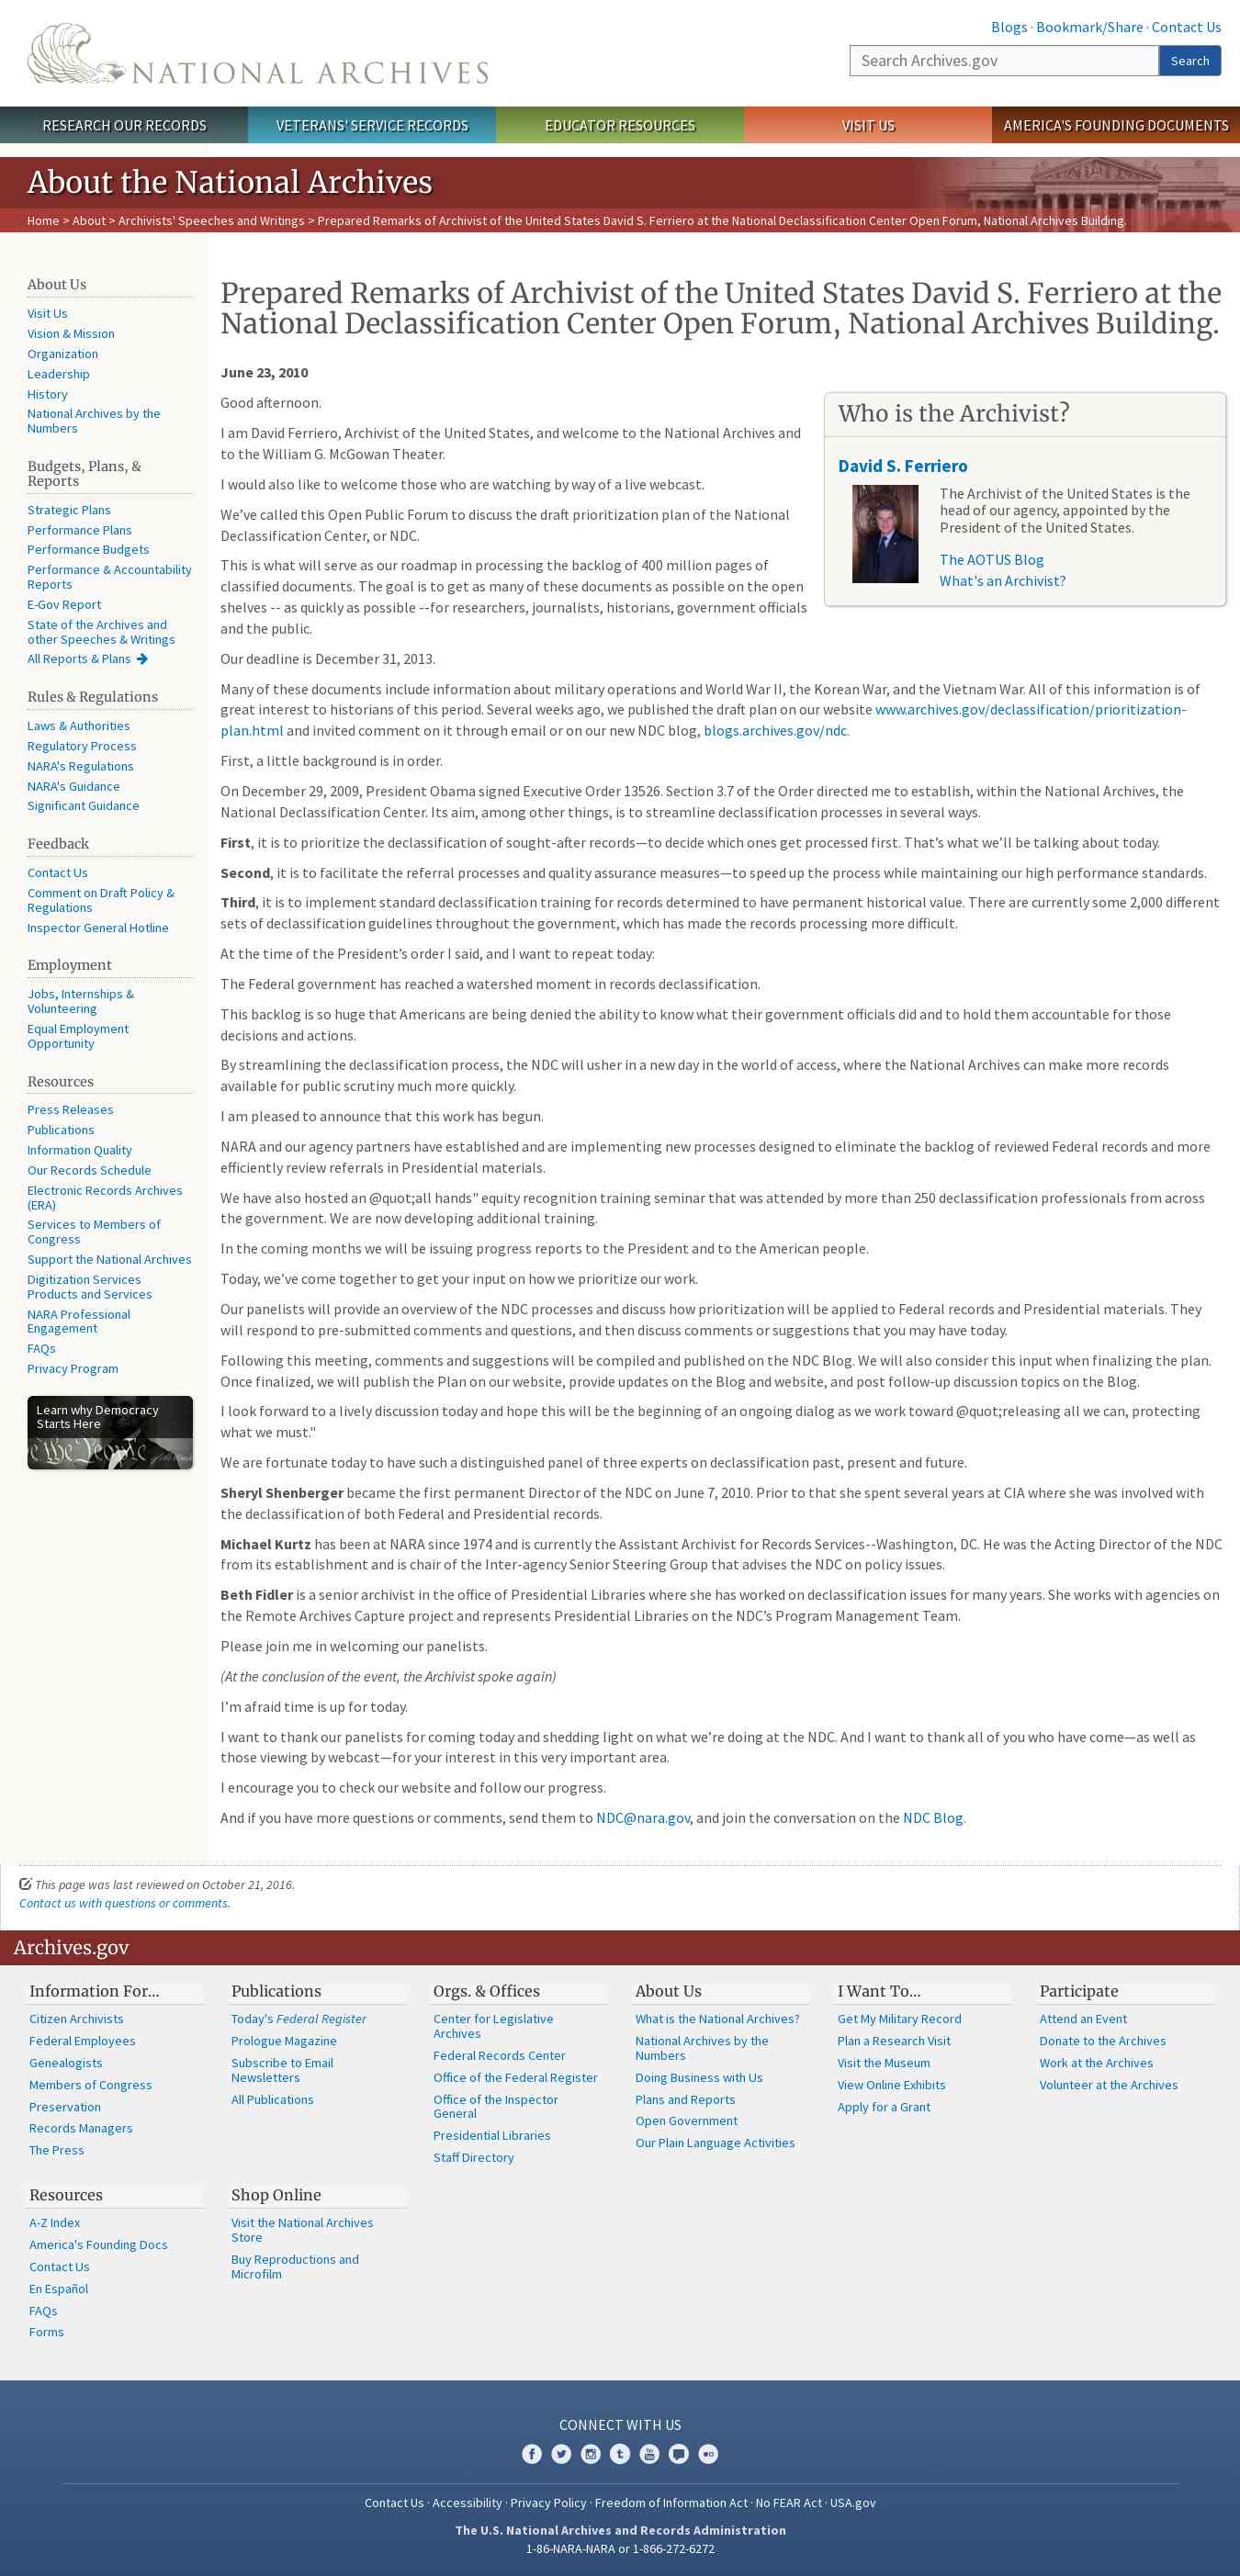 Blogs · Bookmark/Share · Contact Us
NATIONAL ARCHIVES
Search Archives.gov
Search
RESEARCH OUR RECORDS
VETERANS' SERVICE RECORDS
EDUCATOR RESOURCES
VISIT US
AMERICA'S FOUNDING DOCUMENTS
About the National Archives
Home > About > Archivists' Speeches and Writings > Prepared Remarks of Archivist of the United States David S. Ferriero at the National Declassification Center Open Forum, National Archives Building.
About Us
Visit Us
Vision & Mission
Organization
Leadership
History
National Archives by the
Numbers
Budgets, Plans, &
Reports
Strategic Plans
Performance Plans
Performance Budgets
Performance & Accountability
Reports
E-Gov Report
State of the Archives and
other Speeches & Writings
All Reports & Plans
Rules & Regulations
Laws & Authorities
Regulatory Process
NARA's Regulations
NARA's Guidance
Significant Guidance
Feedback
Contact Us
Comment on Draft Policy &
Regulations
Inspector General Hotline
Employment
Jobs, Internships &
Volunteering
Equal Employment
Opportunity
Resources
Press Releases
Publications
Information Quality
Our Records Schedule
Electronic Records Archives
(ERA)
Services to Members of
Congress
Support the National Archives
Digitization Services
Products and Services
NARA Professional
Engagement
FAQs
Privacy Program
Learn why Democracy
Starts Here
e the People
Prepared Remarks of Archivist of the United States David S. Ferriero at the
National Declassification Center Open Forum, National Archives Building.
June 23, 2010
Good afternoon.
I am David Ferriero, Archivist of the United States, and welcome to the National Archives and
to the William G. McGowan Theater.
I would also like to welcome those who are watching by way of a live webcast.
We’ve called this Open Public Forum to discuss the draft prioritization plan of the National
Declassification Center, or NDC.
This is what will serve as our roadmap in processing the backlog of 400 million pages of
classified documents. The goal is to get as many of these documents as possible on the open
shelves -- as quickly as possible --for researchers, journalists, historians, government officials
and the public.
Who is the Archivist?
David S. Ferriero
The Archivist of the United States is the
head of our agency, appointed by the
President of the United States.
The AOTUS Blog
What's an Archivist?
Our deadline is December 31, 2013.
Many of these documents include information about military operations and World War II, the Korean War, and the Vietnam War. All of this information is of
great interest to historians of this period. Several weeks ago, we published the draft plan on our website www.archives.gov/declassification/prioritization-
plan.html and invited comment on it through email or on our new NDC blog, blogs.archives.gov/ndc.
First, a little background is in order.
On December 29, 2009, President Obama signed Executive Order 13526. Section 3.7 of the Order directed me to establish, within the National Archives, the
National Declassification Center. Its aim, among other things, is to streamline declassification processes in several ways.
First, it is to prioritize the declassification of sought-after records—to decide which ones get processed first. That’s what we’ll be talking about today.
Second, it is to facilitate the referral processes and quality assurance measures—to speed up the process while maintaining our high performance standards.
Third, it is to implement standard declassification training for records determined to have permanent historical value. There are currently some 2,000 different
sets of declassification guidelines throughout the government, which has made the records processing more difficult.
At the time of the President’s order I said, and I want to repeat today:
The Federal government has reached a watershed moment in records declassification.
This backlog is so huge that Americans are being denied the ability to know what their government officials did and to hold them accountable for those
decisions and actions.
By streamlining the declassification process, the NDC will usher in a new day in the world of access, where the National Archives can make more records
available for public scrutiny much more quickly.
I am pleased to announce that this work has begun.
NARA and our agency partners have established and are implementing new processes designed to eliminate the backlog of reviewed Federal records and more
efficiently review referrals in Presidential materials.
We have also hosted an @quot;all hands" equity recognition training seminar that was attended by more than 250 declassification professionals from across
the government. We are now developing additional training.
In the coming months we will be issuing progress reports to the President and to the American people.
Today, we’ve come together to get your input on how we prioritize our work.
Our panelists will provide an overview of the NDC processes and discuss how prioritization will be applied to Federal records and Presidential materials. They
will respond to pre-submitted comments and questions, and then discuss comments or suggestions that you may have today.
Following this meeting, comments and suggestions will be compiled and published on the NDC Blog. We will also consider this input when finalizing the plan.
Once finalized, we will publish the Plan on our website, provide updates on the Blog and website, and post follow-up discussion topics on the Blog.
I look forward to a lively discussion today and hope this will be the beginning of an ongoing dialog as we work toward @quot;releasing all we can, protecting
what we must."
We are fortunate today to have such a distinguished panel of three experts on declassification past, present and future.
Sheryl Shenberger became the first permanent Director of the NDC on June 7, 2010. Prior to that she spent several years at CIA where she was involved with
the declassification of both Federal and Presidential records.
Michael Kurtz has been at NARA since 1974 and is currently the Assistant Archivist for Records Services--Washington, DC. He was the Acting Director of the NDC
from its establishment and is chair of the Inter-agency Senior Steering Group that advises the NDC on policy issues.
Beth Fidler is a senior archivist in the office of Presidential Libraries where she has worked on declassification issues for many years. She works with agencies on
the Remote Archives Capture project and represents Presidential Libraries on the NDC’s Program Management Team.
Please join me in welcoming our panelists.
(At the conclusion of the event, the Archivist spoke again)
I’m afraid time is up for today.
I want to thank our panelists for coming today and shedding light on what we’re doing at the NDC. And I want to thank all of you who have come—as well as
those viewing by webcast—for your interest in this very important area.
I encourage you to check our website and follow our progress.
And if you have more questions or comments, send them to NDC@nara.gov, and join the conversation on the NDC Blog.
This page was last reviewed on October 21, 2016.
Contact us with questions or comments.
Archives.gov
Information For…
Citizen Archivists
Federal Employees
Genealogists
Members of Congress
Preservation
Records Managers
The Press
Publications
Today's Federal Register
Prologue Magazine
Subscribe to Email
Newsletters
All Publications
Orgs. & Offices
Center for Legislative
Archives
Federal Records Center
Office of the Federal Register
Office of the Inspector
General
Presidential Libraries
Staff Directory
About Us
What is the National Archives?
National Archives by the
Numbers
Doing Business with Us
Plans and Reports
Open Government
Our Plain Language Activities
I Want To…
Get My Military Record
Plan a Research Visit
Visit the Museum
View Online Exhibits
Apply for a Grant
Participate
Attend an Event
Donate to the Archives
Work at the Archives
Volunteer at the Archives
Resources
A-Z Index
America's Founding Docs
Contact Us
En Español
FAQs
Forms
Shop Online
Visit the National Archives
Store
Buy Reproductions and
Microfilm
CONNECT WITH US
Contact Us · Accessibility · Privacy Policy · Freedom of Information Act · No FEAR Act · USA.gov
The U.S. National Archives and Records Administration
1-86-NARA-NARA or 1-866-272-6272